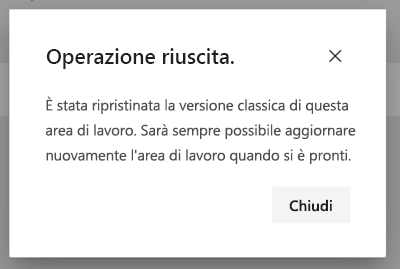 Operazione riuscita.
È stata ripristinata la versione classica di questa
area di lavoro. Sarà sempre possibile aggiornare
nuovamente l'area di lavoro quando si è pronti.
Chiudi